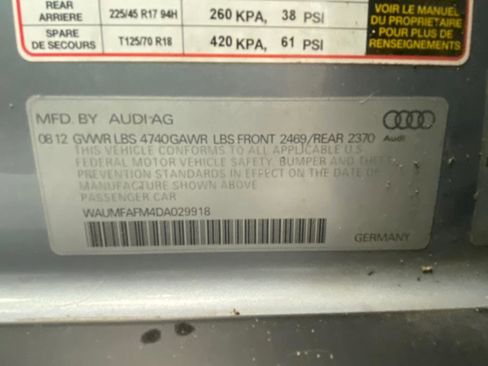 REAR 225/45 R17 94H 260 KPA, 38 PSI
ARRIERE
SPARE T125/70 R18 420 KPA, 61 PSI
DE SECOURS
VOIR LE MANUEL
DU PROPRIETAIRE
POUR PLUS DE
RENSEIGNEMENTS
MFD. BY AUDI AG
08 12 GVWR LBS 4740 GAWR LBS FRONT 2469/REAR 2370
THIS VEHICLE CONFORMS TO ALL APPLICABLE U.S.
FEDERAL MOTOR VEHICLE SAFETY, BUMPER AND THEFT
PREVENTION STANDARDS IN EFFECT ON THE DATE OF
MANUFACTURE SHOWN ABOVE.
PASSENGER CAR
WAUMFAFM4DA029918
Audi
GERMANY